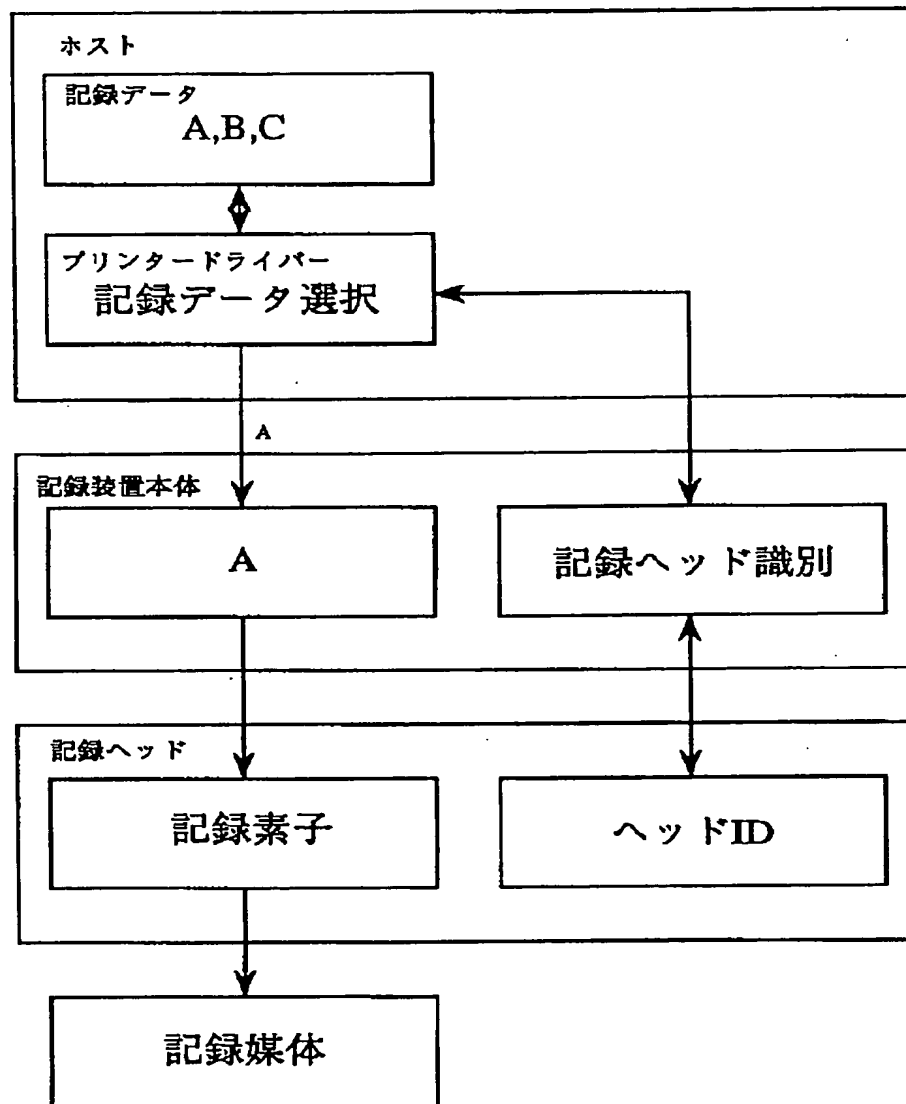 ホスト
記録データ
A,B,C
プリンタードライバー
記録データ選択
A
記録装置本体
A
記録ヘッド識別
記録ヘッド
記録素子
ヘッドID
記録媒体